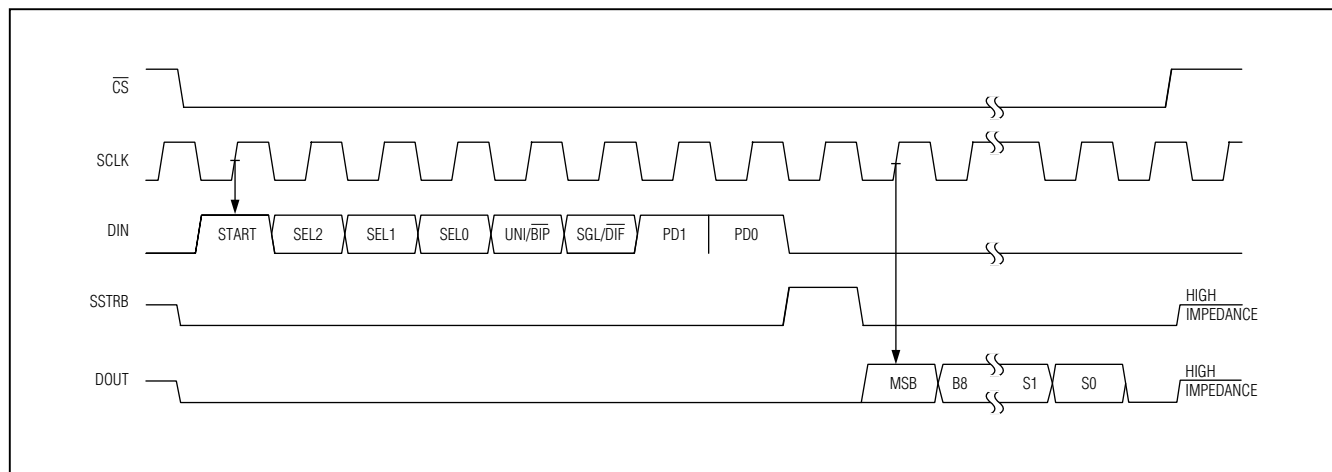 CS
SCLK
DIN
START SEL2 SEL1 SEL0 UNI/BIP SGL/DIF PD1 PD0
SSTRB
HIGH
IMPEDANCE
DOUT
MSB B8 S1 S0
HIGH
IMPEDANCE